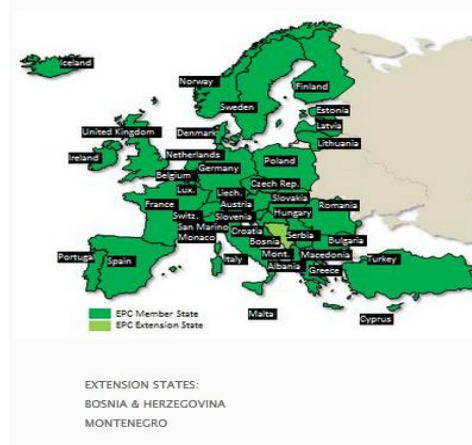 Iceland
Norway
Finland
Sweden
Estonia
Latvia
Lithuania
United Kingdom
Denmark
Ireland
Netherlands
Germany
Poland
Belgium
Czech Rep.
Lux.
Liech.
Slovakia
France
Austria
Hungary
Romania
Switz.
Slovenia
San Marino
Croatia
Serbia
Monaco
Bosnia
Bulgaria
Portugal
Spain
Italy
Mont.
Macedonia
Turkey
Albania
Greece
Malta
Cyprus
EPC Member State
EPC Extension State
EXTENSION STATES:
BOSNIA & HERZEGOVINA
MONTENEGRO